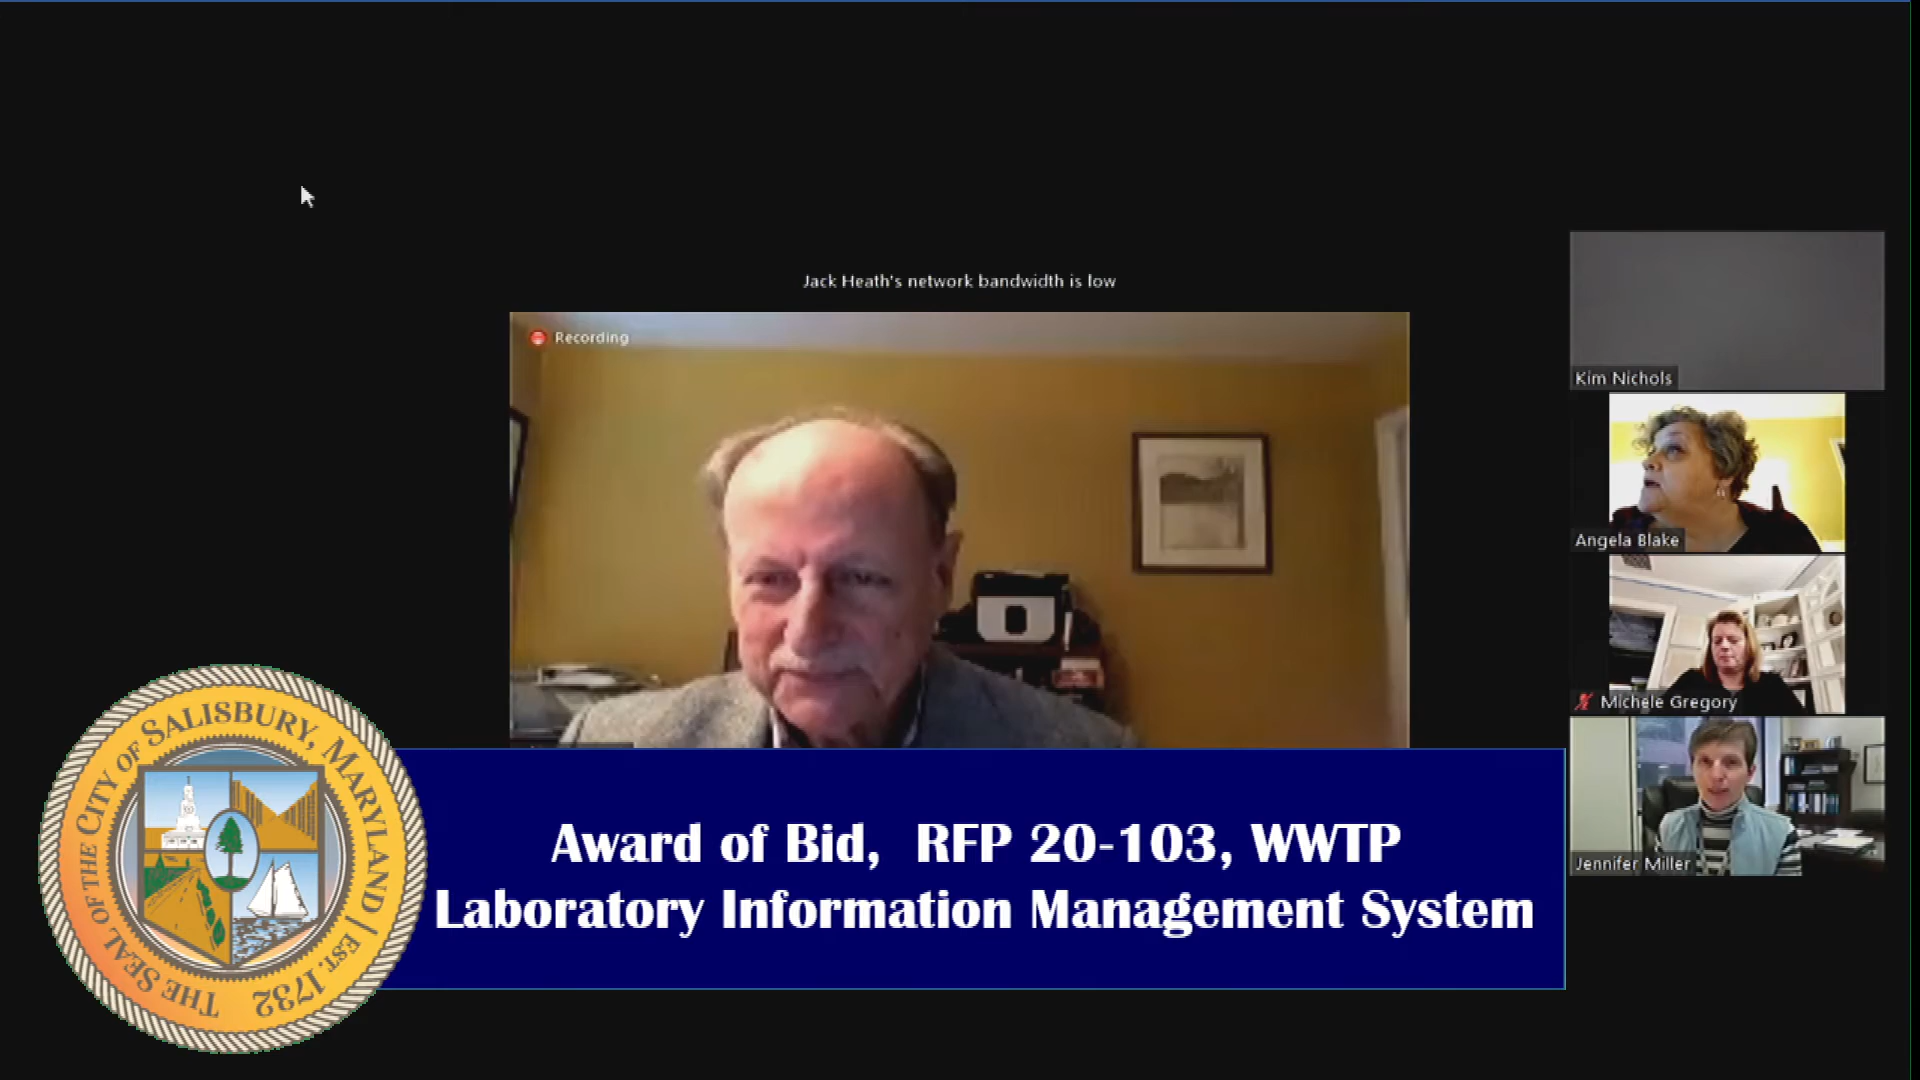 Jack Heath's network bandwidth is low
Recording
Kim Nichols
Angela Blake
Michele Gregory
Jennifer Miller
THE SEAL OF THE CITY OF SALISBURY, MARYLAND | EST. 1732
Award of Bid, RFP 20-103, WWTP
Laboratory Information Management System